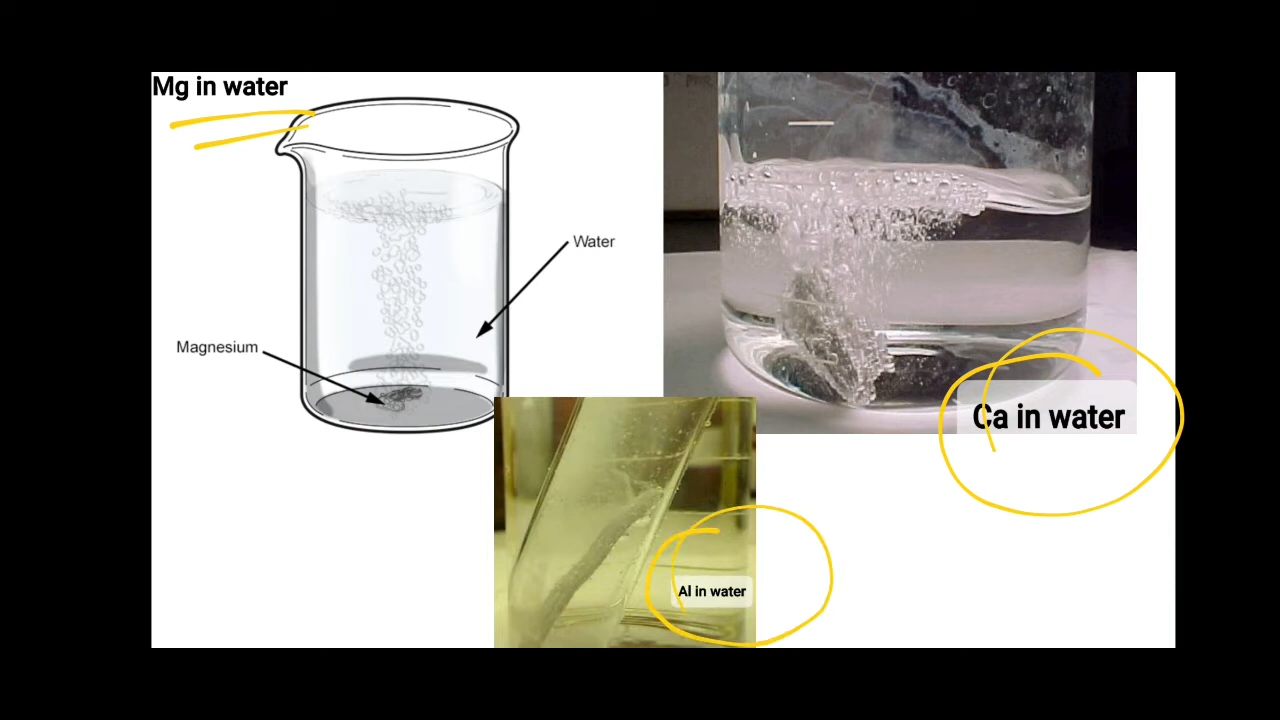 Mg in water
Water
Magnesium
Ca in water
Al in water